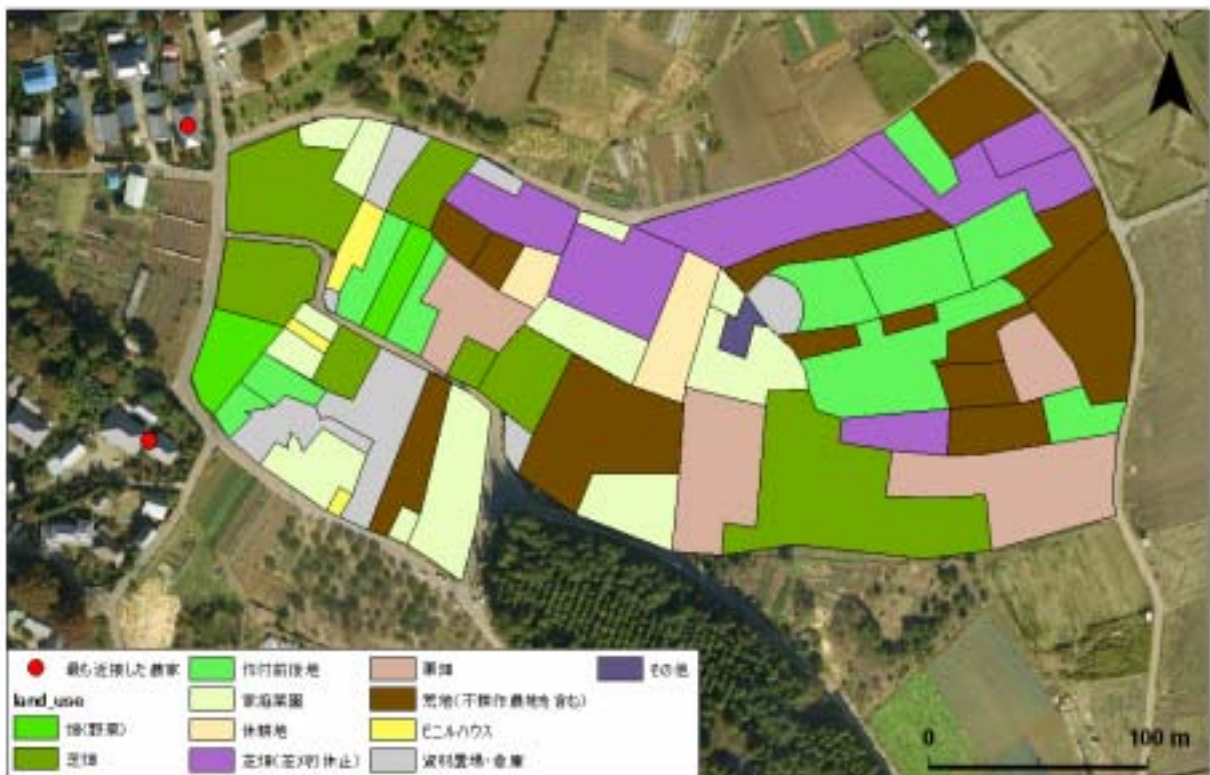 最も近接した農家
land_use
畑(野菜)
芝畑
作付前後地
家庭菜園
休耕地
芝畑(芝刈休止)
栗畑
荒地(不耕作農地を含む)
ビニルハウス
資材置場・倉庫
その他
0 100 m